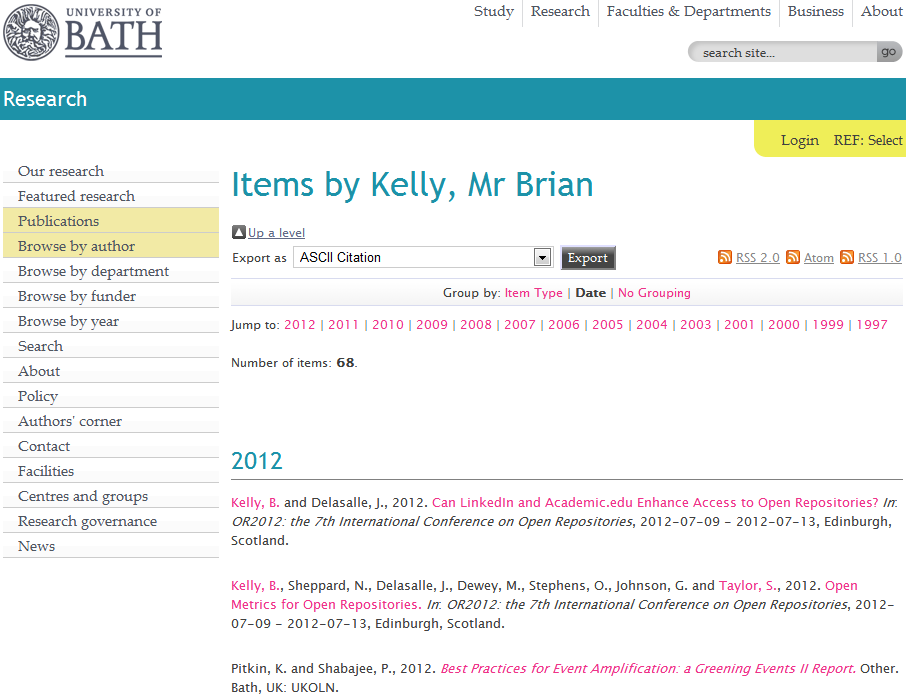 UNIVERSITY OF
BATH
Study Research Faculties & Departments Business About
search site... go
Research
Login REF: Select
Our research
Featured research
Publications
Browse by author
Browse by department
Browse by funder
Browse by year
Search
About
Policy
Authors' corner
Contact
Facilities
Centres and groups
Research governance
News
Items by Kelly, Mr Brian
Up a level
Export as ASCII Citation Export RSS 2.0 Atom RSS 1.0
Group by: Item Type | Date | No Grouping
Jump to: 2012 | 2011 | 2010 | 2009 | 2008 | 2007 | 2006 | 2005 | 2004 | 2003 | 2001 | 2000 | 1999 | 1997
Number of items: 68.
2012
Kelly, B. and Delasalle, J., 2012. Can LinkedIn and Academic.edu Enhance Access to Open Repositories? In:
OR2012: the 7th International Conference on Open Repositories, 2012-07-09 - 2012-07-13, Edinburgh,
Scotland.
Kelly, B., Sheppard, N., Delasalle, J., Dewey, M., Stephens, O., Johnson, G. and Taylor, S., 2012. Open
Metrics for Open Repositories. In: OR2012: the 7th International Conference on Open Repositories, 2012-
07-09 - 2012-07-13, Edinburgh, Scotland.
Pitkin, K. and Shabajee, P., 2012. Best Practices for Event Amplification: a Greening Events II Report. Other.
Bath, UK: UKOLN.